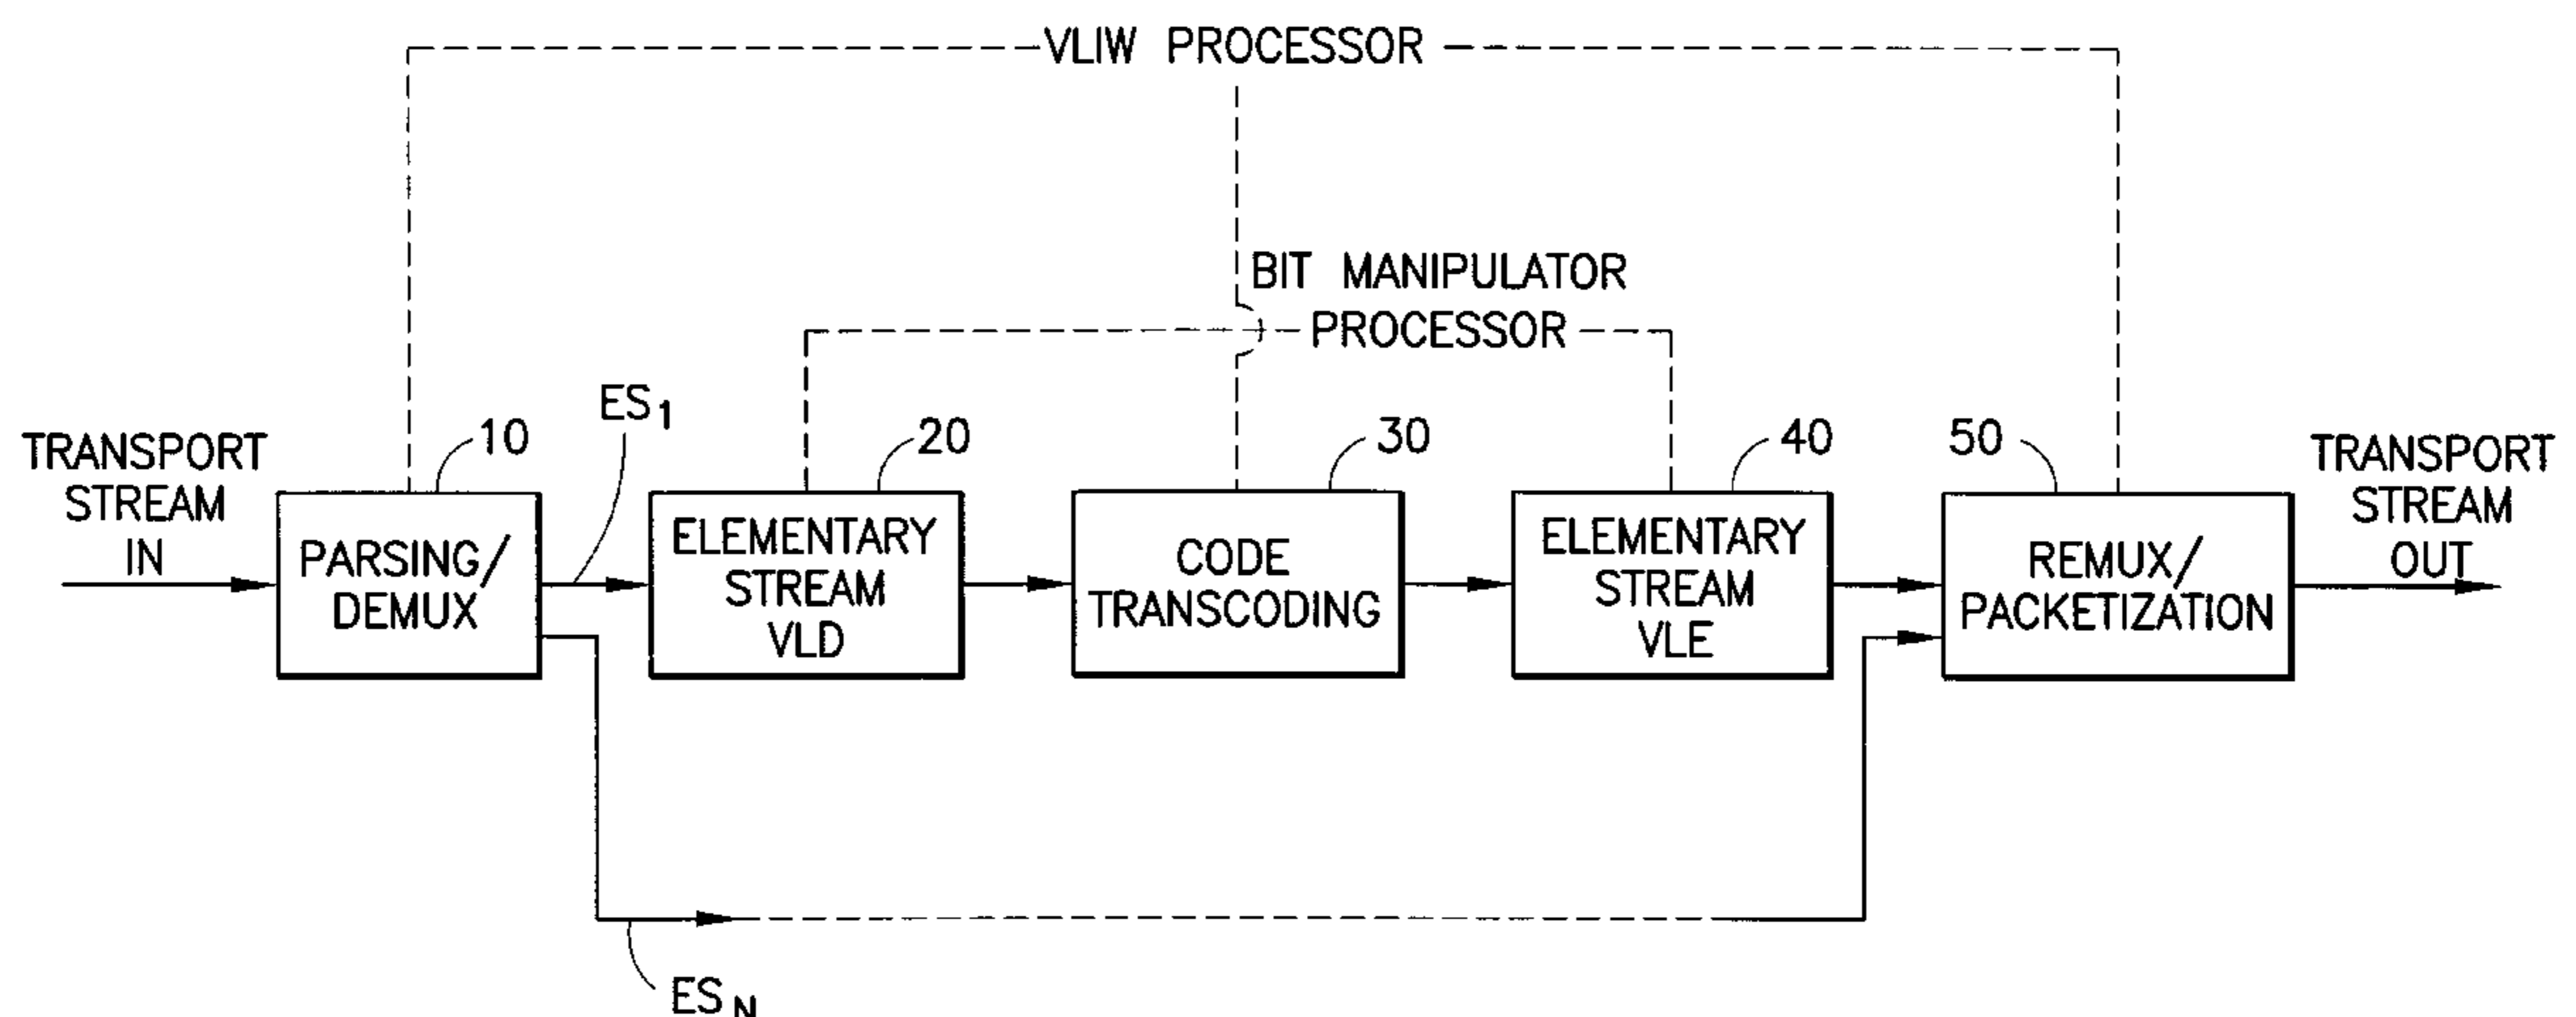 VLIW PROCESSOR
BIT MANIPULATOR
PROCESSOR
ES1
10
20
30
40
50
TRANSPORT
STREAM
IN
PARSING/
DEMUX
ELEMENTARY
STREAM
VLD
CODE
TRANSCODING
ELEMENTARY
STREAM
VLE
REMUX/
PACKETIZATION
TRANSPORT
STREAM
OUT
ESN